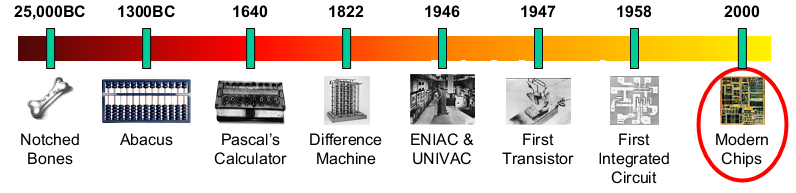 25,000BC
1300BC
1640
1822
1946
1947
1958
2000
Notched
Bones
Abacus
Pascal's
Calculator
Difference
Machine
ENIAC &
UNIVAC
First
Transistor
First
Integrated
Circuit
Modern
Chips